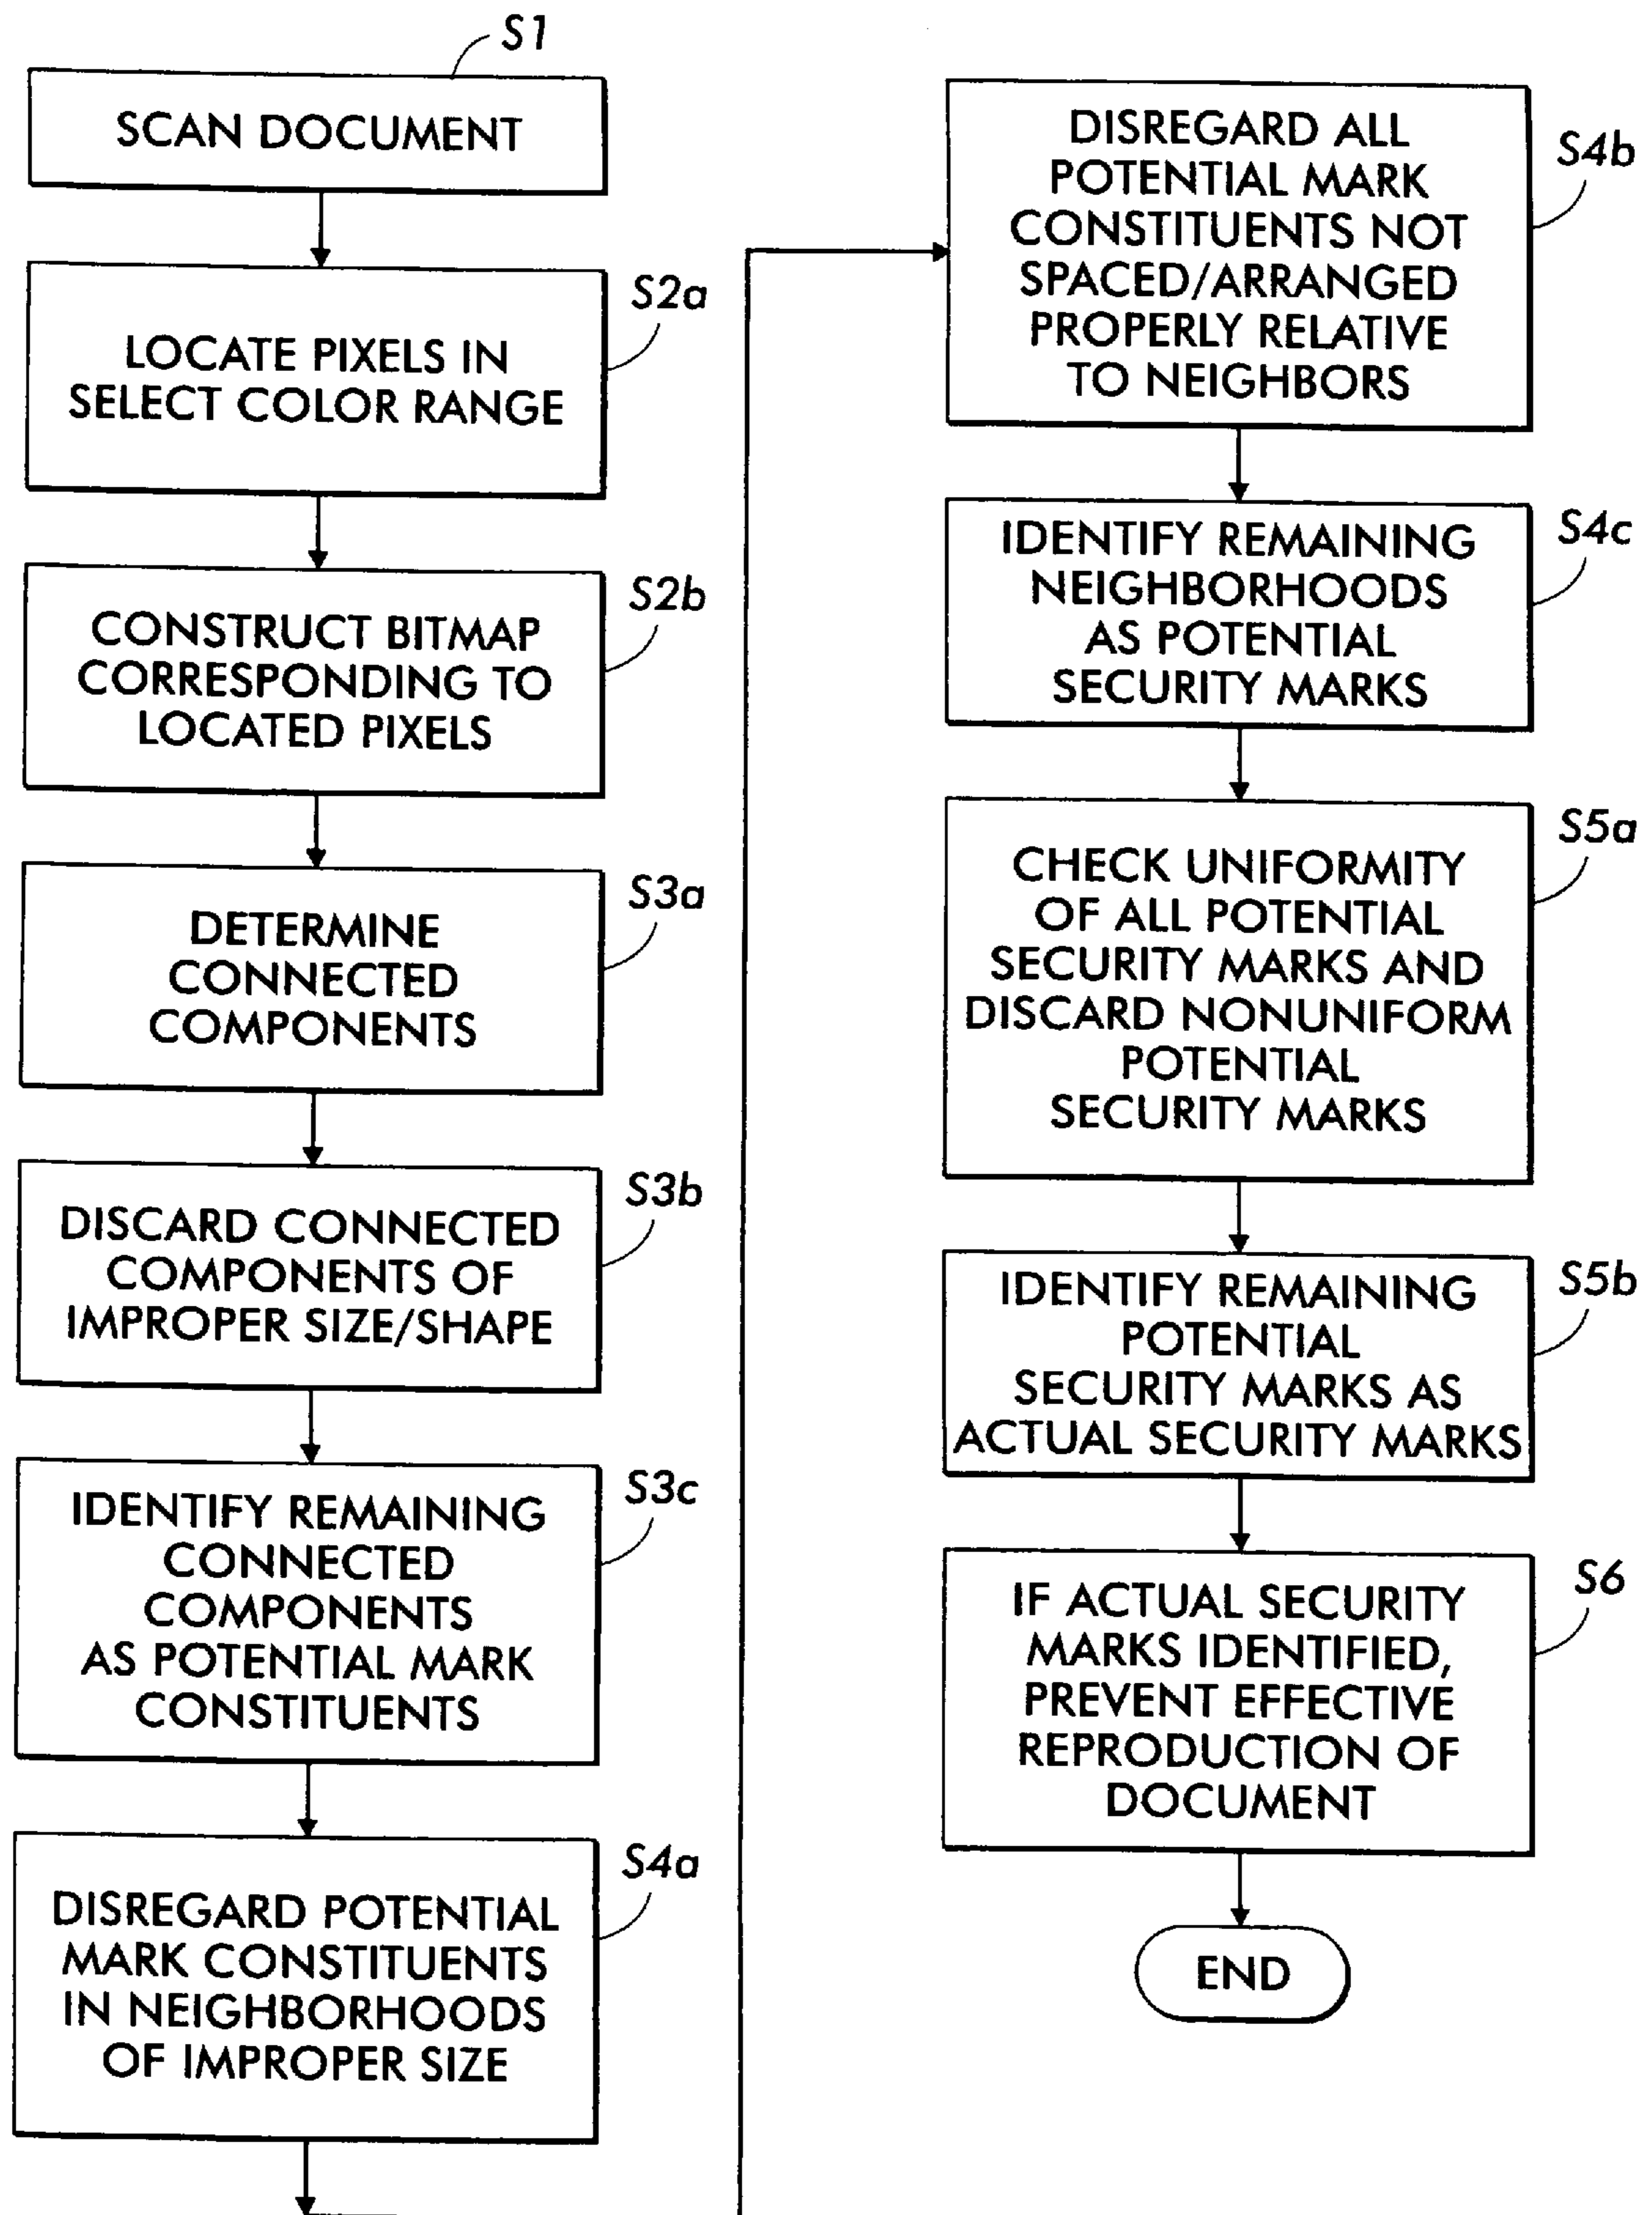 S1
SCAN DOCUMENT
S2a
LOCATE PIXELS IN
SELECT COLOR RANGE
S2b
CONSTRUCT BITMAP
CORRESPONDING TO
LOCATED PIXELS
S3a
DETERMINE
CONNECTED
COMPONENTS
S3b
DISCARD CONNECTED
COMPONENTS OF
IMPROPER SIZE/SHAPE
S3c
IDENTIFY REMAINING
CONNECTED
COMPONENTS
AS POTENTIAL MARK
CONSTITUENTS
S4a
DISREGARD POTENTIAL
MARK CONSTITUENTS
IN NEIGHBORHOODS
OF IMPROPER SIZE
S4b
DISREGARD ALL
POTENTIAL MARK
CONSTITUENTS NOT
SPACED/ARRANGED
PROPERLY RELATIVE
TO NEIGHBORS
S4c
IDENTIFY REMAINING
NEIGHBORHOODS
AS POTENTIAL
SECURITY MARKS
S5a
CHECK UNIFORMITY
OF ALL POTENTIAL
SECURITY MARKS AND
DISCARD NONUNIFORM
POTENTIAL
SECURITY MARKS
S5b
IDENTIFY REMAINING
POTENTIAL
SECURITY MARKS AS
ACTUAL SECURITY MARKS
S6
IF ACTUAL SECURITY
MARKS IDENTIFIED,
PREVENT EFFECTIVE
REPRODUCTION OF
DOCUMENT
END